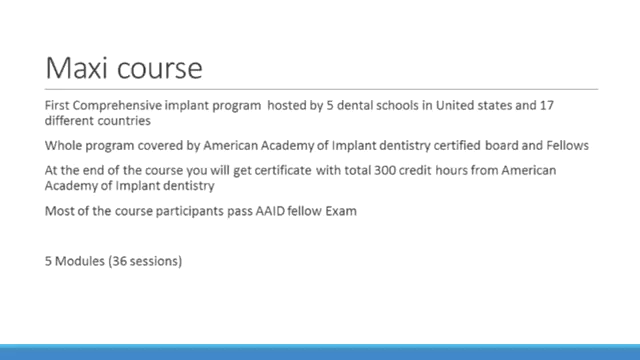 Maxi course
First Comprehensive implant program hosted by 5 dental schools in United states and 17
different countries
Whole program covered by American Academy of Implant dentistry certified board and Fellows
At the end of the course you will get certificate with total 300 credit hours from American
Academy of Implant dentistry
Most of the course participants pass AAID fellow Exam
5 Modules (36 sessions)